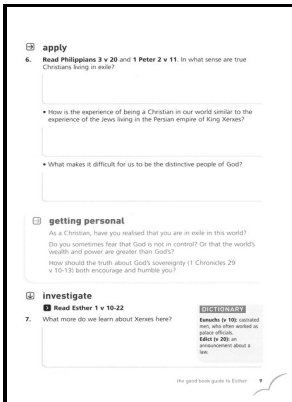 apply
6. Read Philippians 3 v 20 and 1 Peter 2 v 11. In what sense are true
Christians living in exile?
• How is the experience of being a Christian in our world similar to the
experience of the Jews living in the Persian empire of King Xerxes?
• What makes it difficult for us to be the distinctive people of God?
getting personal
As a Christian, have you realised that you are in exile in this world?
Do you sometimes fear that God is not in control? Or that the world's
wealth and power are greater than God's?
How should the truth about God's sovereignty (1 Chronicles 29
v 10-13) both encourage and humble you?
investigate
Read Esther 1 v 10-22
7. What more do we learn about Xerxes here?
DICTIONARY
Eunuchs (v 10): castrated
men, who often worked as
palace officials.
Edict (v 20): an
announcement about a
law.
the good book guide to Esther 9